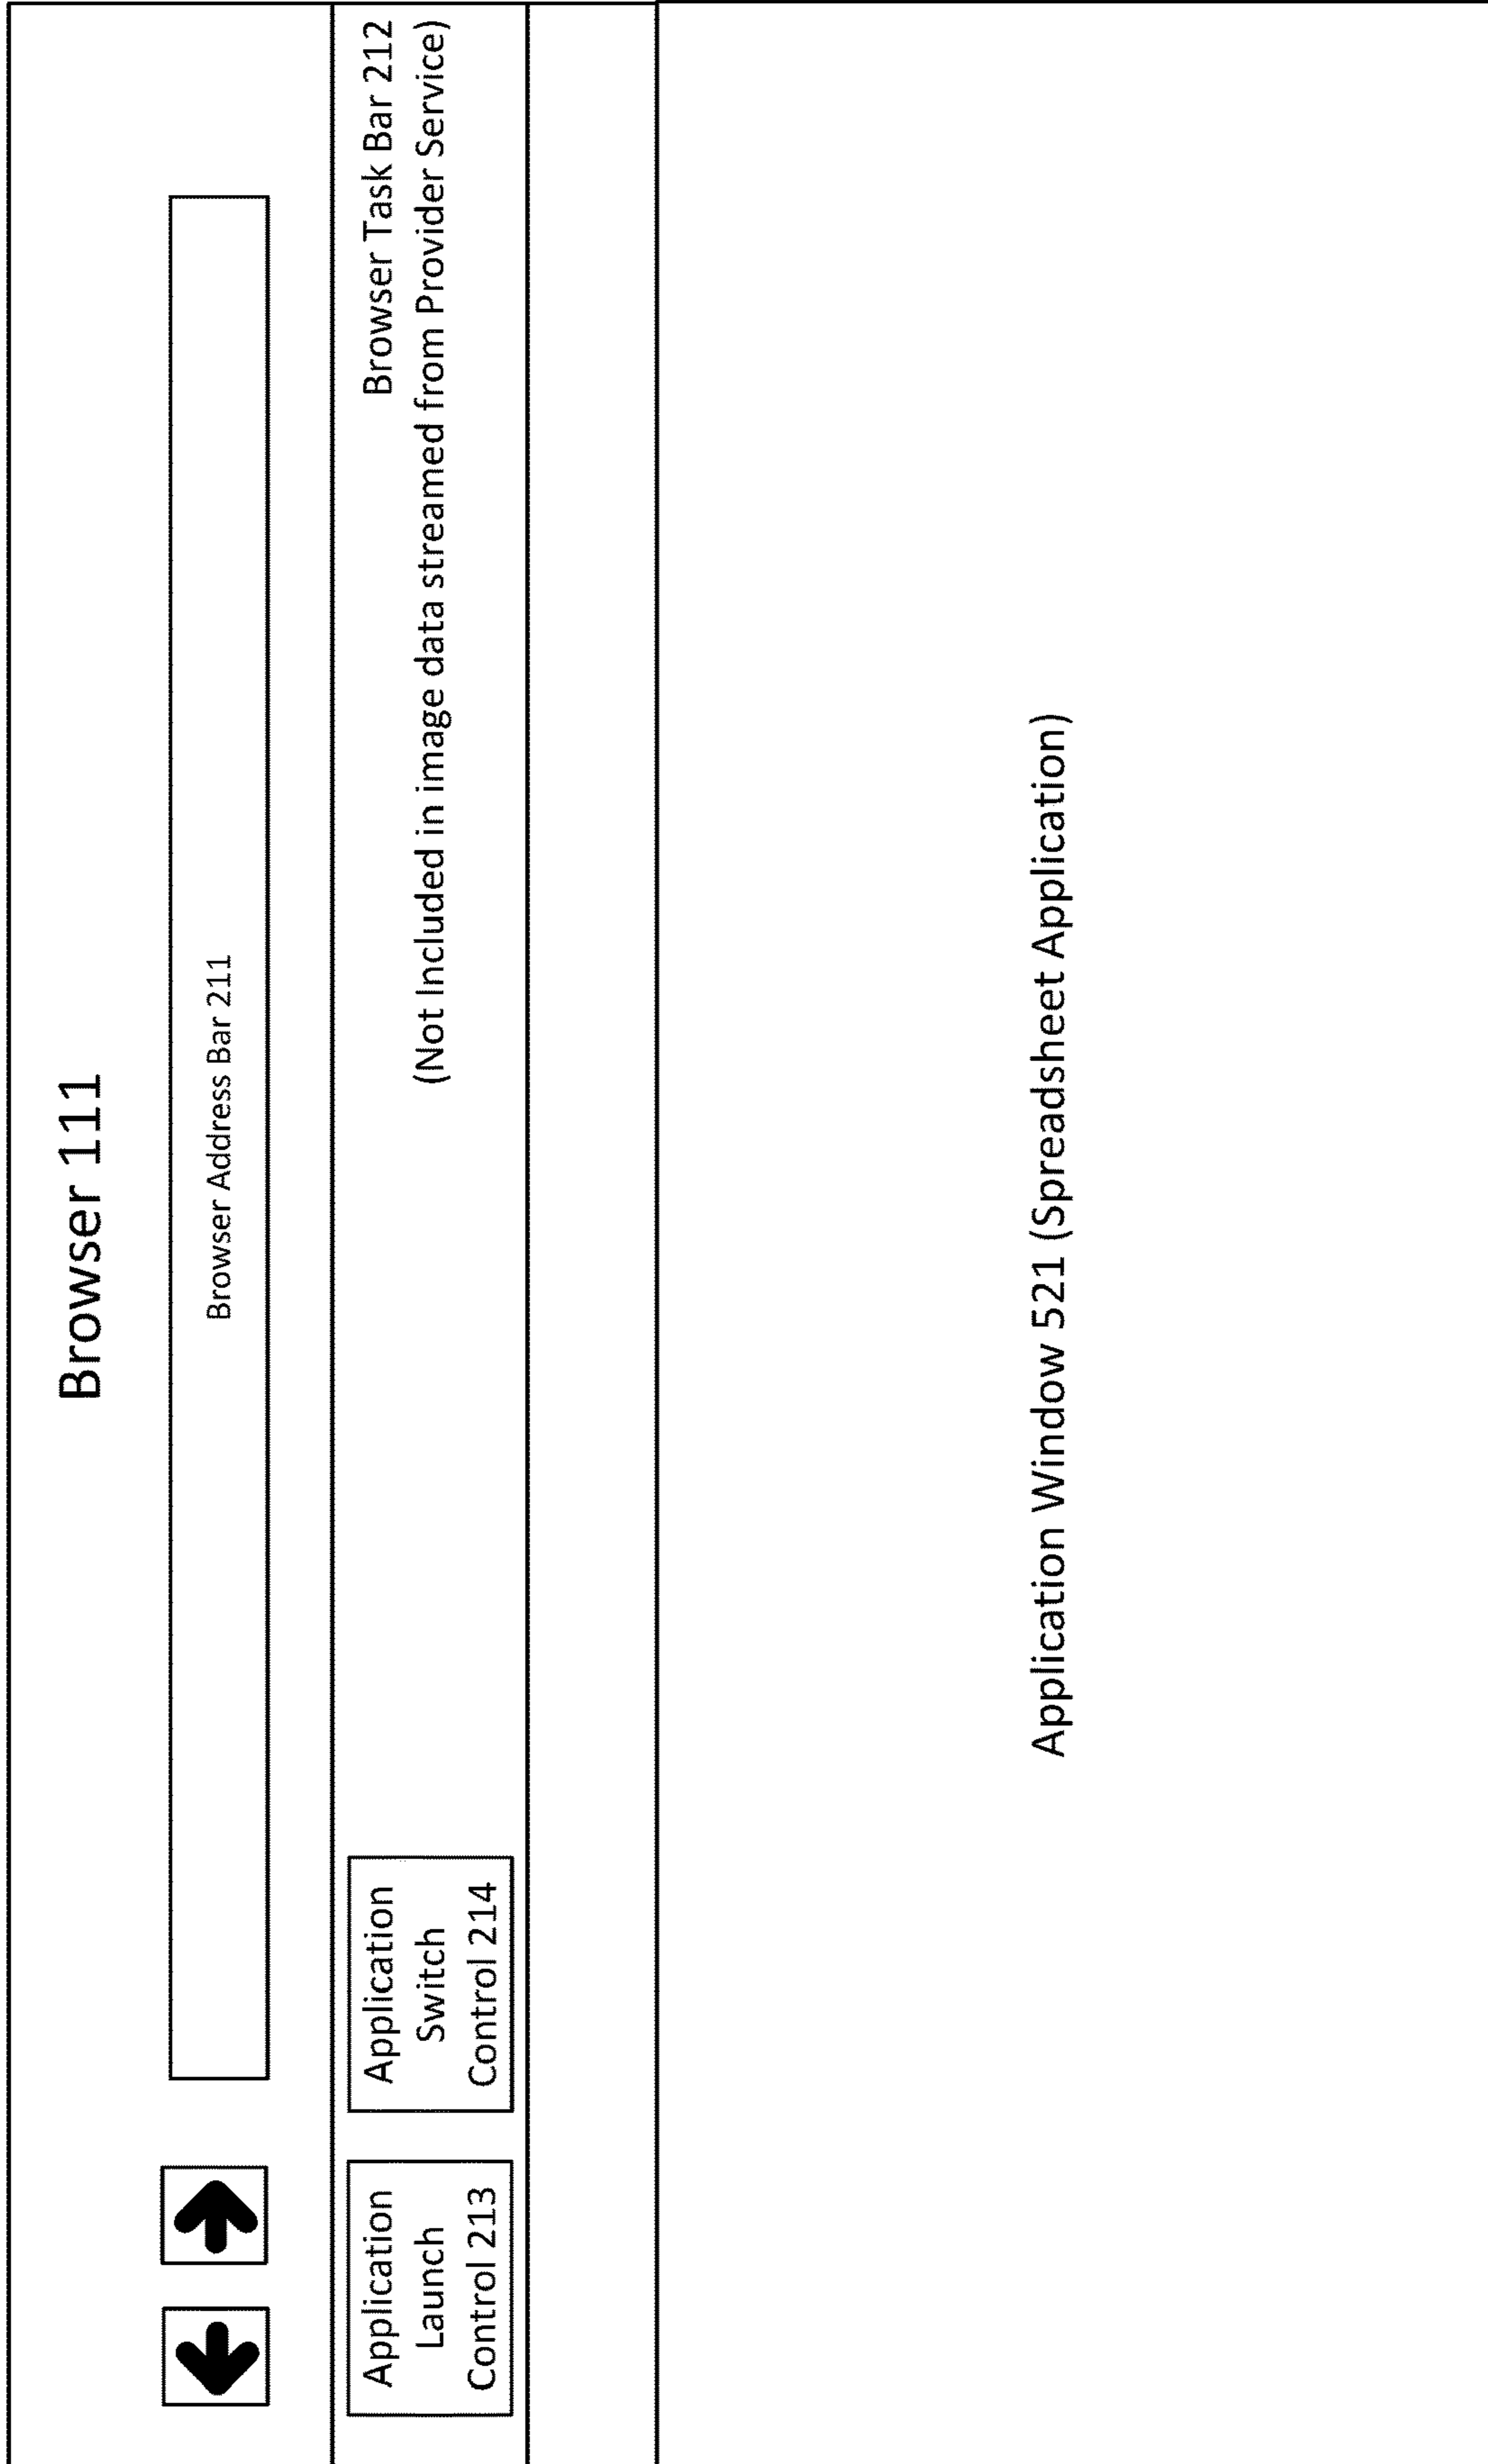 Browser 111
Browser Address Bar 211
Application
Launch
Control 213
Application
Switch
Control 214
Browser Task Bar 212
(Not Included in image data streamed from Provider Service)
Application Window 521 (Spreadsheet Application)